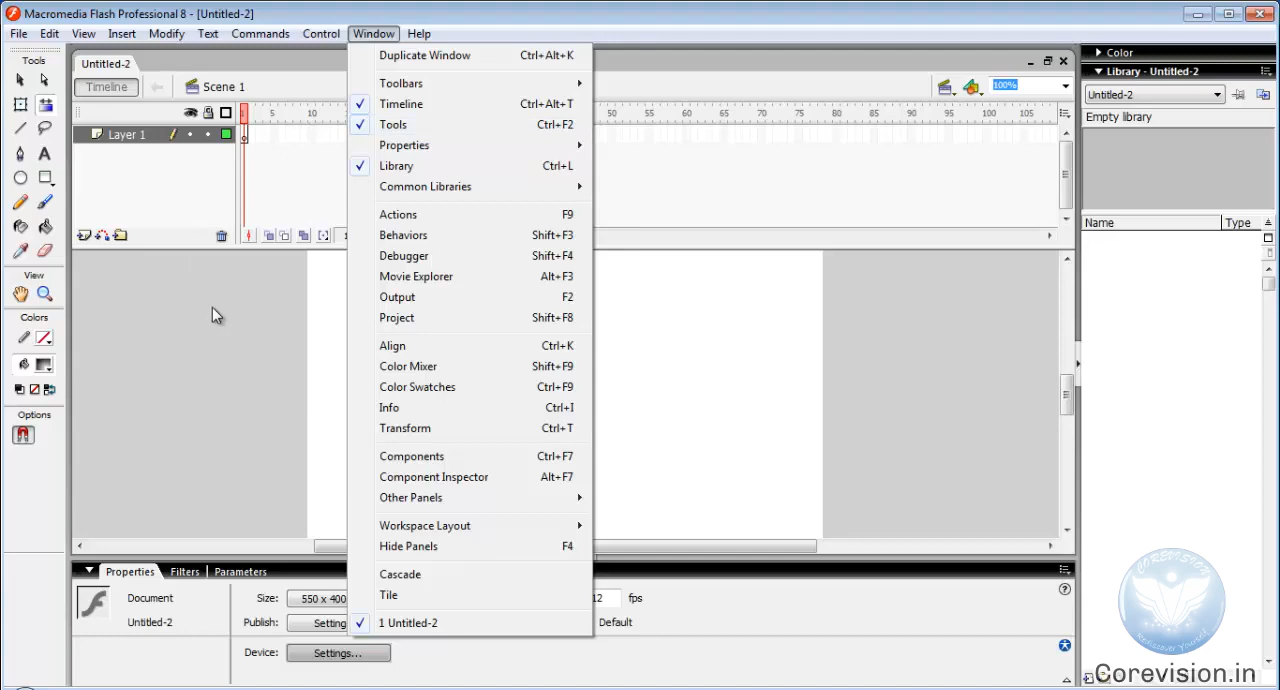 Macromedia Flash Professional 8 - [Untitled-2]
File Edit View Insert Modify Text Commands Control Window Help
Tools
View
Colors
Options
Untitled-2
Timeline Scene 1 100%
5 10 50 55 60 65 70 75 80 85 90 95 100 105
Layer 1
1
Duplicate Window Ctrl+Alt+K
Toolbars
Timeline Ctrl+Alt+T
Tools Ctrl+F2
Properties
Library Ctrl+L
Common Libraries
Actions F9
Behaviors Shift+F3
Debugger Shift+F4
Movie Explorer Alt+F3
Output F2
Project Shift+F8
Align Ctrl+K
Color Mixer Shift+F9
Color Swatches Ctrl+F9
Info Ctrl+I
Transform Ctrl+T
Components Ctrl+F7
Component Inspector Alt+F7
Other Panels
Workspace Layout
Hide Panels F4
Cascade
Tile
1 Untitled-2
Properties Filters Parameters
Document Size: 550 x 400 12 fps
Untitled-2 Publish: Setting Default
Device: Settings...
Color
Library - Untitled-2
Untitled-2
Empty library
Name Type
COREVISION
Rediscover Yourself
Corevision.in